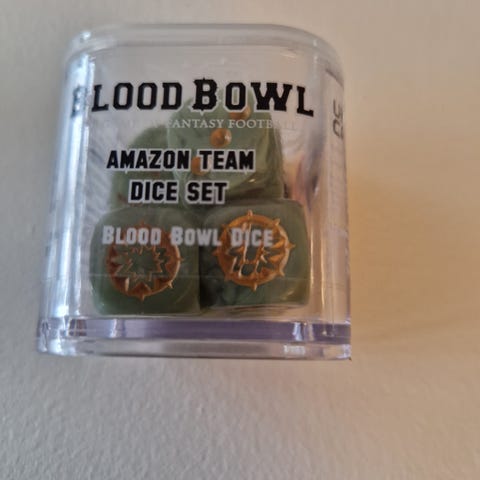 BLOOD BOWL
FANTASY FOOTBALL
AMAZON TEAM
DICE SET
BLOOD BOWL DICE